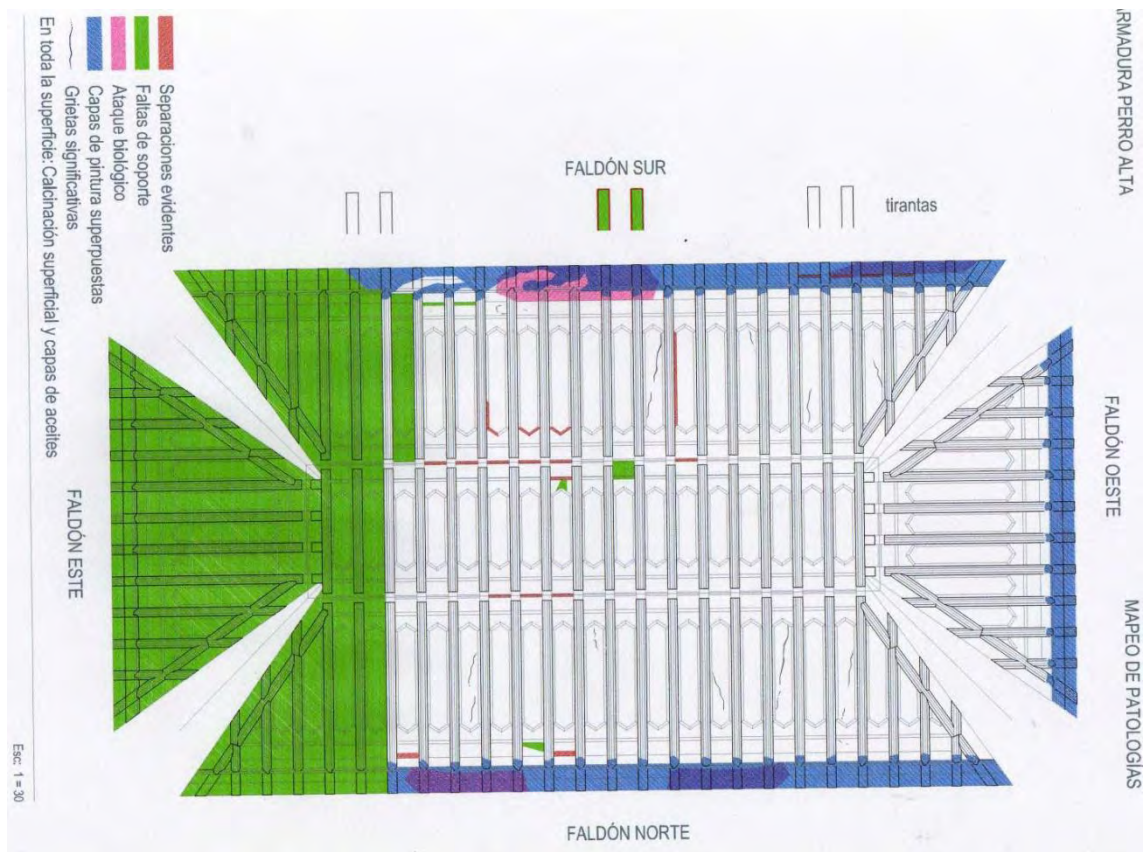 ARMADURA PERRO ALTA
MAPEO DE PATOLOGÍAS
FALDÓN SUR
tirantas
FALDÓN OESTE
FALDÓN ESTE
FALDÓN NORTE
Separaciones evidentes
Faltas de soporte
Ataque biológico
Capas de pintura superpuestas
Grietas significativas
En toda la superficie: Calcinación superficial y capas de aceites
Esc: 1 = 30